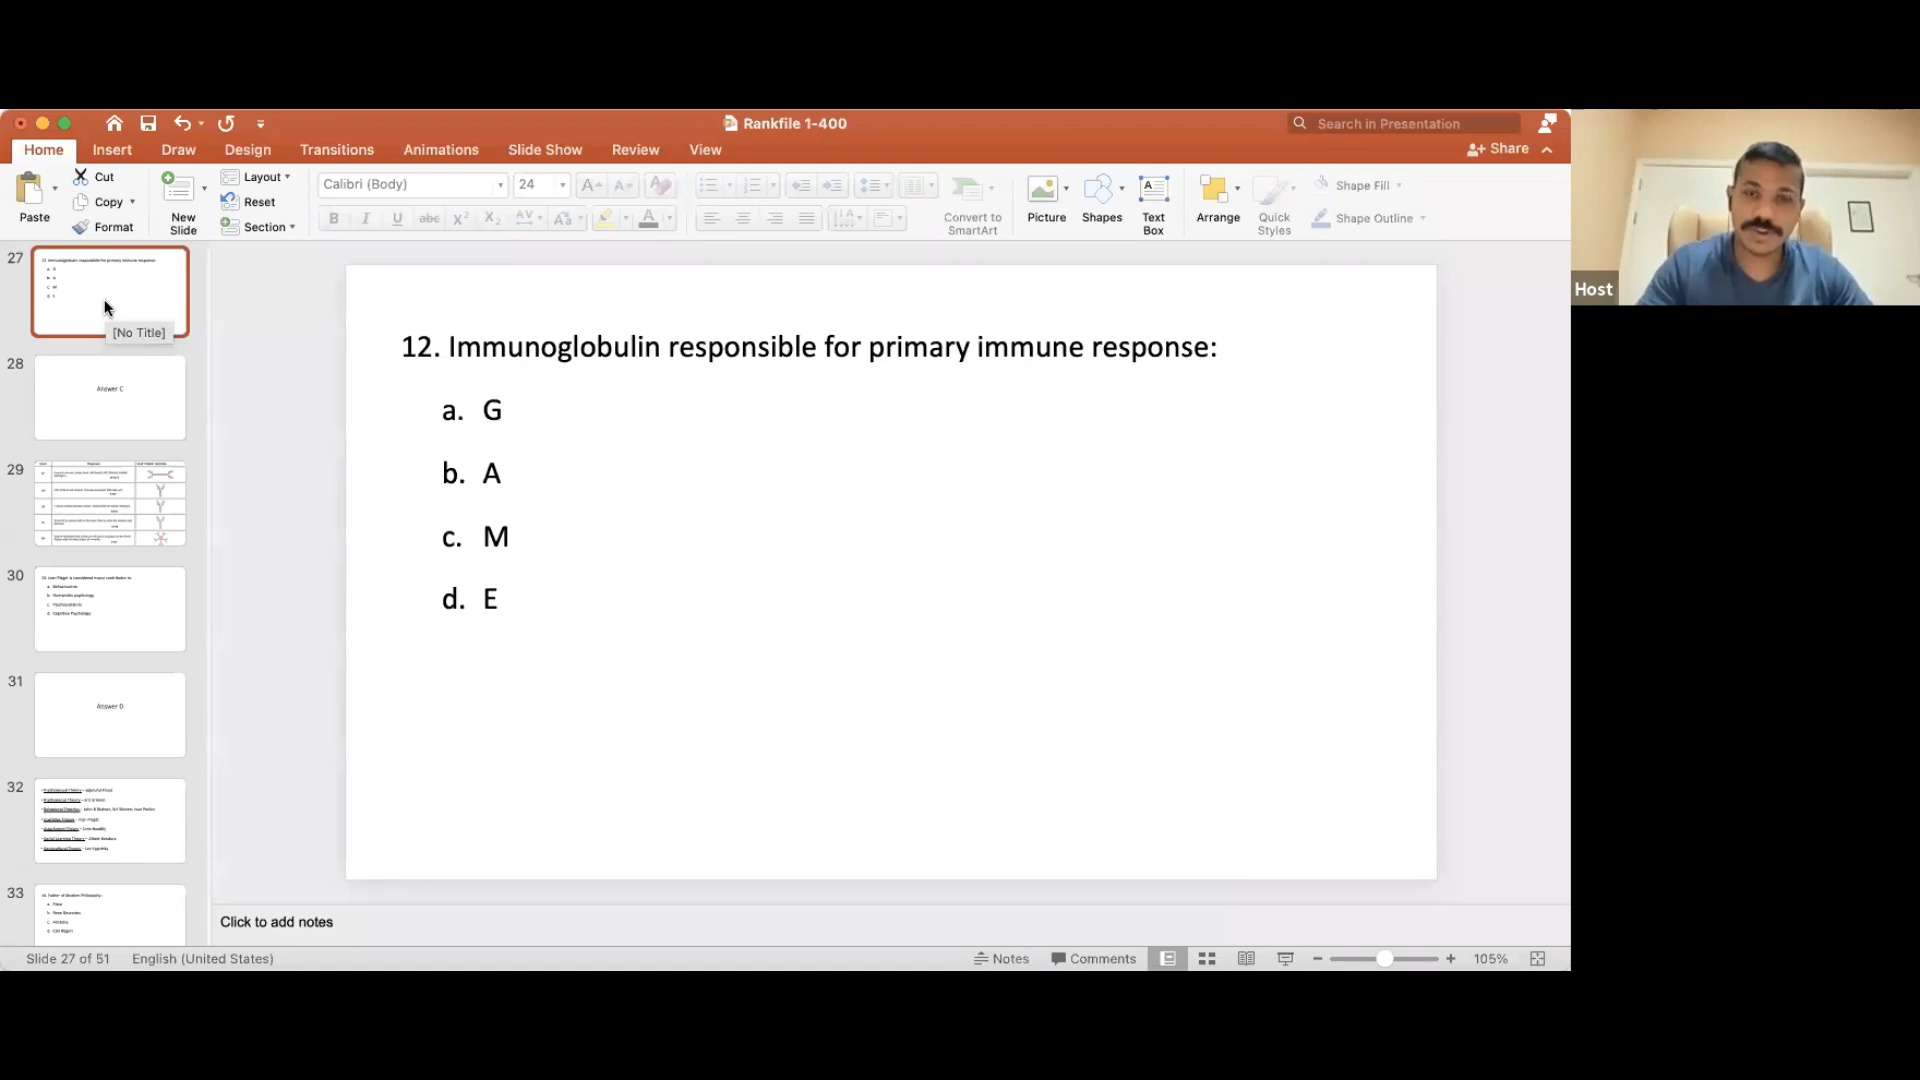 Rankfile 1-400
Search in Presentation
Home Insert Draw Design Transitions Animations Slide Show Review View Share
Paste
Cut
Copy
Format
New Slide
Layout
Reset
Section
Calibri (Body) 24
Convert to SmartArt
Picture
Shapes
Text Box
Arrange
Quick Styles
Shape Fill
Shape Outline
Host
27
[No Title]
28
Answer C
29
30
31
Answer D
32
33
12. Immunoglobulin responsible for primary immune response:
a. G
b. A
c. M
d. E
Click to add notes
Slide 27 of 51 English (United States) Notes Comments 105%